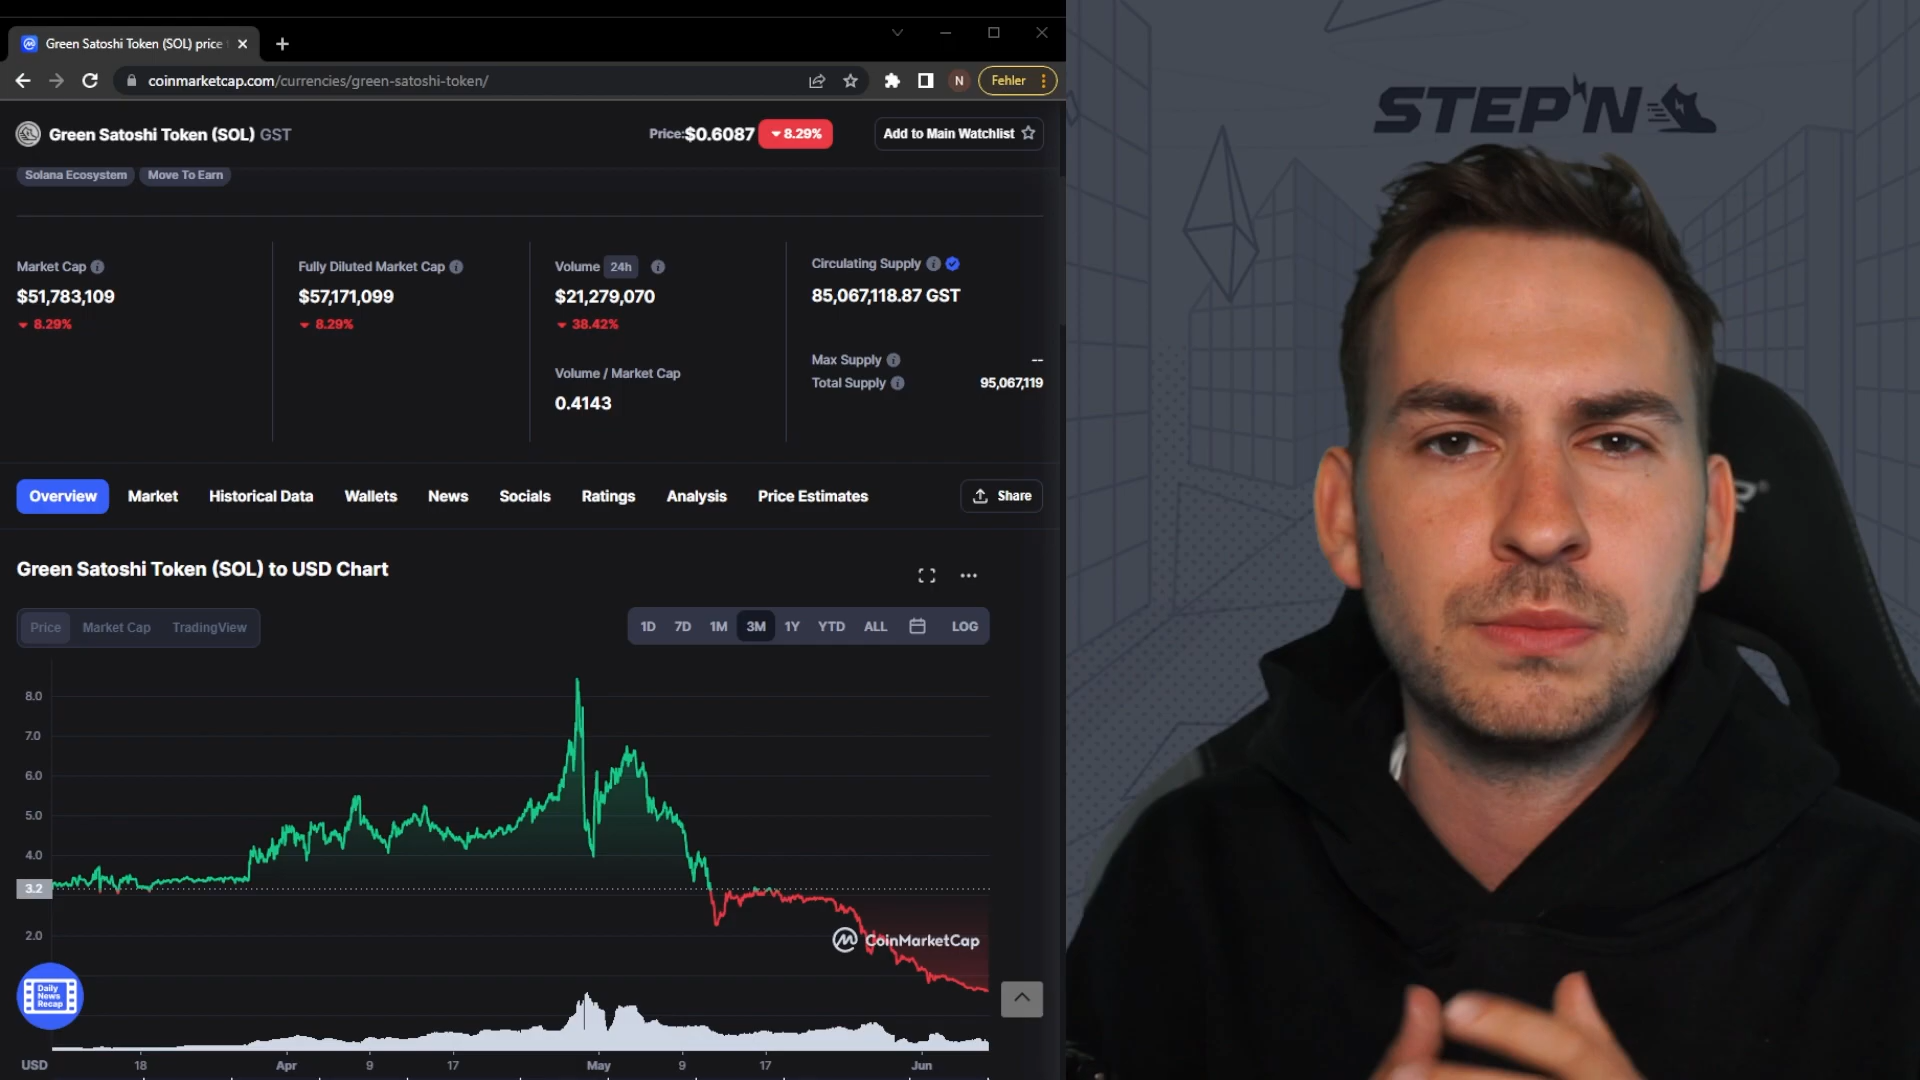 Green Satoshi Token (SOL) price
coinmarketcap.com/currencies/green-satoshi-token/
N
Fehler
Green Satoshi Token (SOL) GST
Price:$0.6087
8.29%
Add to Main Watchlist
Solana Ecosystem
Move To Earn
Market Cap
$51,783,109
8.29%
Fully Diluted Market Cap
$57,171,099
8.29%
Volume 24h
$21,279,070
38.42%
Volume / Market Cap
0.4143
Circulating Supply
85,067,118.87 GST
Max Supply --
Total Supply 95,067,119
Overview Market Historical Data Wallets News Socials Ratings Analysis Price Estimates Share
Green Satoshi Token (SOL) to USD Chart
Price Market Cap TradingView
1D 7D 1M 3M 1Y YTD ALL LOG
8.0
7.0
6.0
5.0
4.0
3.2
2.0
CoinMarketCap
Daily
News
Recap
USD 18 Apr 9 17 May 9 17 Jun
STEP'N